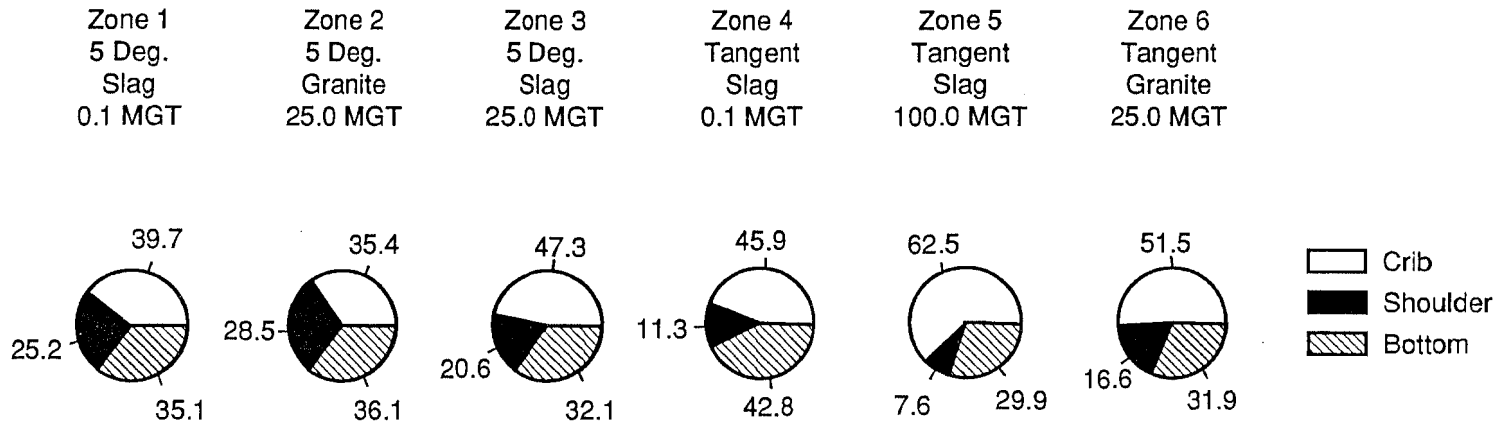 Zone 1
5 Deg.
Slag
0.1 MGT
Zone 2
5 Deg.
Granite
25.0 MGT
Zone 3
5 Deg.
Slag
25.0 MGT
Zone 4
Tangent
Slag
0.1 MGT
Zone 5
Tangent
Slag
100.0 MGT
Zone 6
Tangent
Granite
25.0 MGT
39.7
25.2
35.1
35.4
28.5
36.1
47.3
20.6
32.1
45.9
11.3
42.8
62.5
7.6
29.9
51.5
16.6
31.9
Crib
Shoulder
Bottom